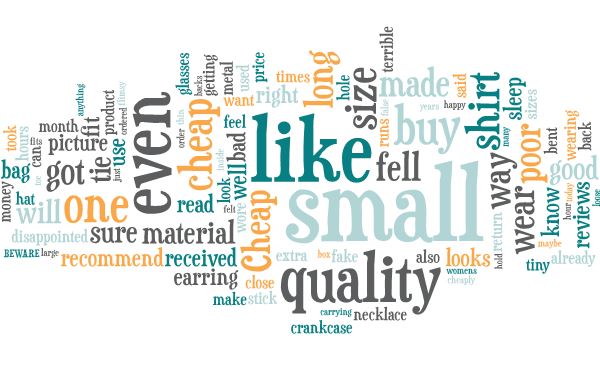 took
hours
bag
hat
money
will
disappointed
BEWARE
large
can
fits
no
month
picture
got
one
anything
tie
fit
just
use
product
ordered
flimsy
even
sure
material
recommend
received
earring
order
thin
cheap
glasses
backs
getting
read
look
felt
metal
want
feel
well
inside
used
price
right
bad
wore
Cheap
make
close
stick
like
small
quality
extra
box
fake
crankcase
carrying
necklace
times
long
hole
size
fell
runs
false
terrible
made
buy
years
happy
also
looks
womens
cheaply
said
shirt
many
sleep
sizes
way
return
hold
wear
poor
tiny
already
maybe
know
hour
today
bent
wearing
good
back
reviews
loose